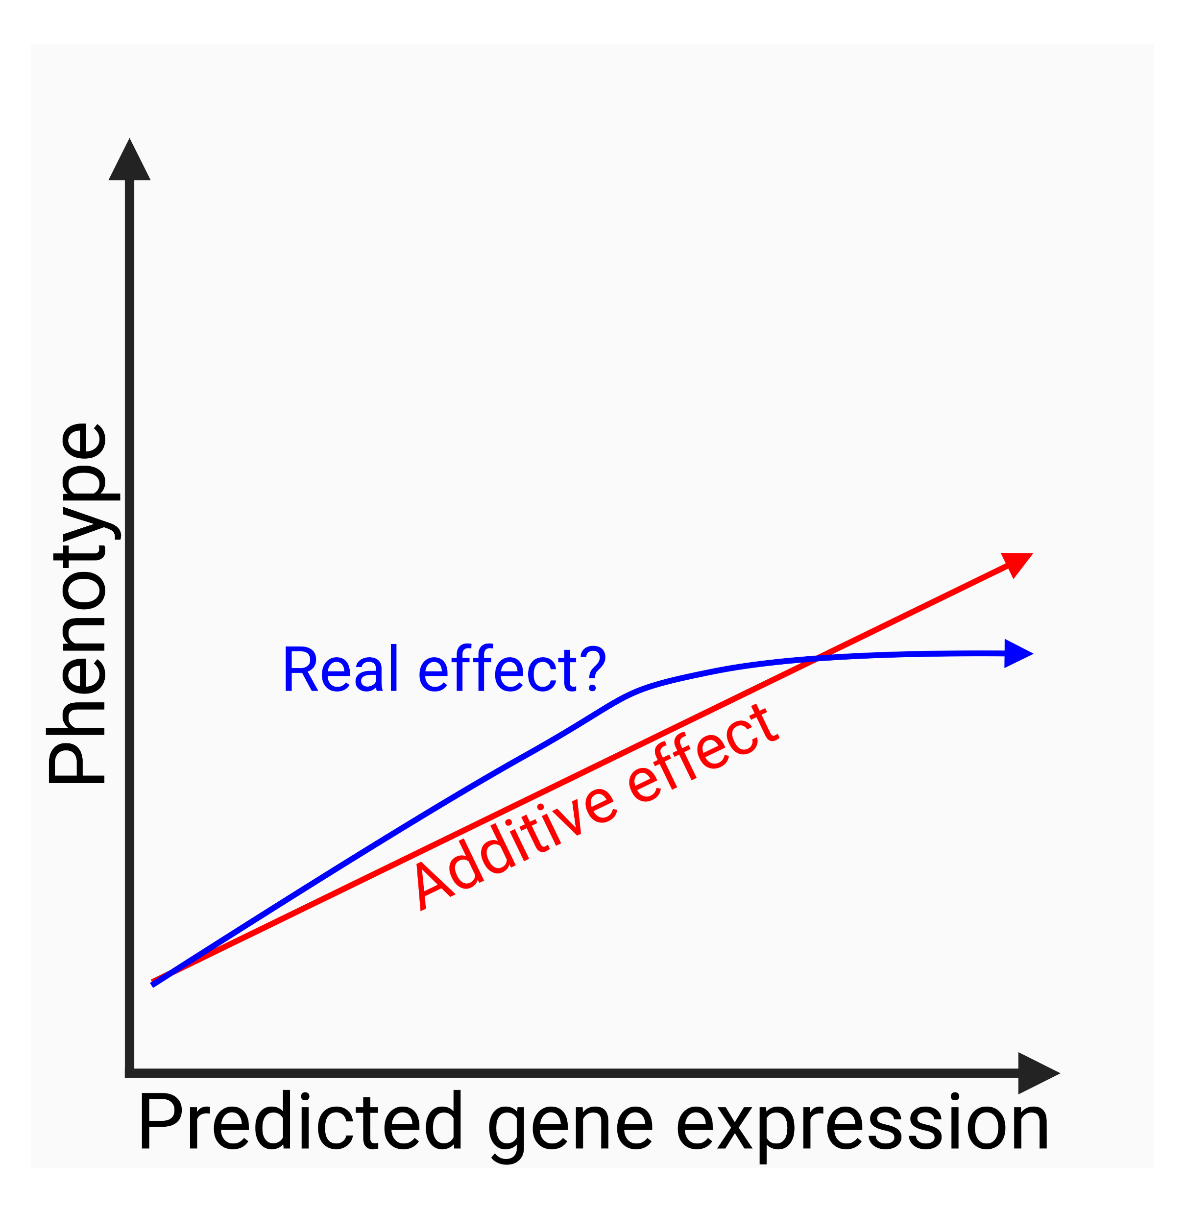 Phenotype
Real effect?
Additive effect
Predicted gene expression